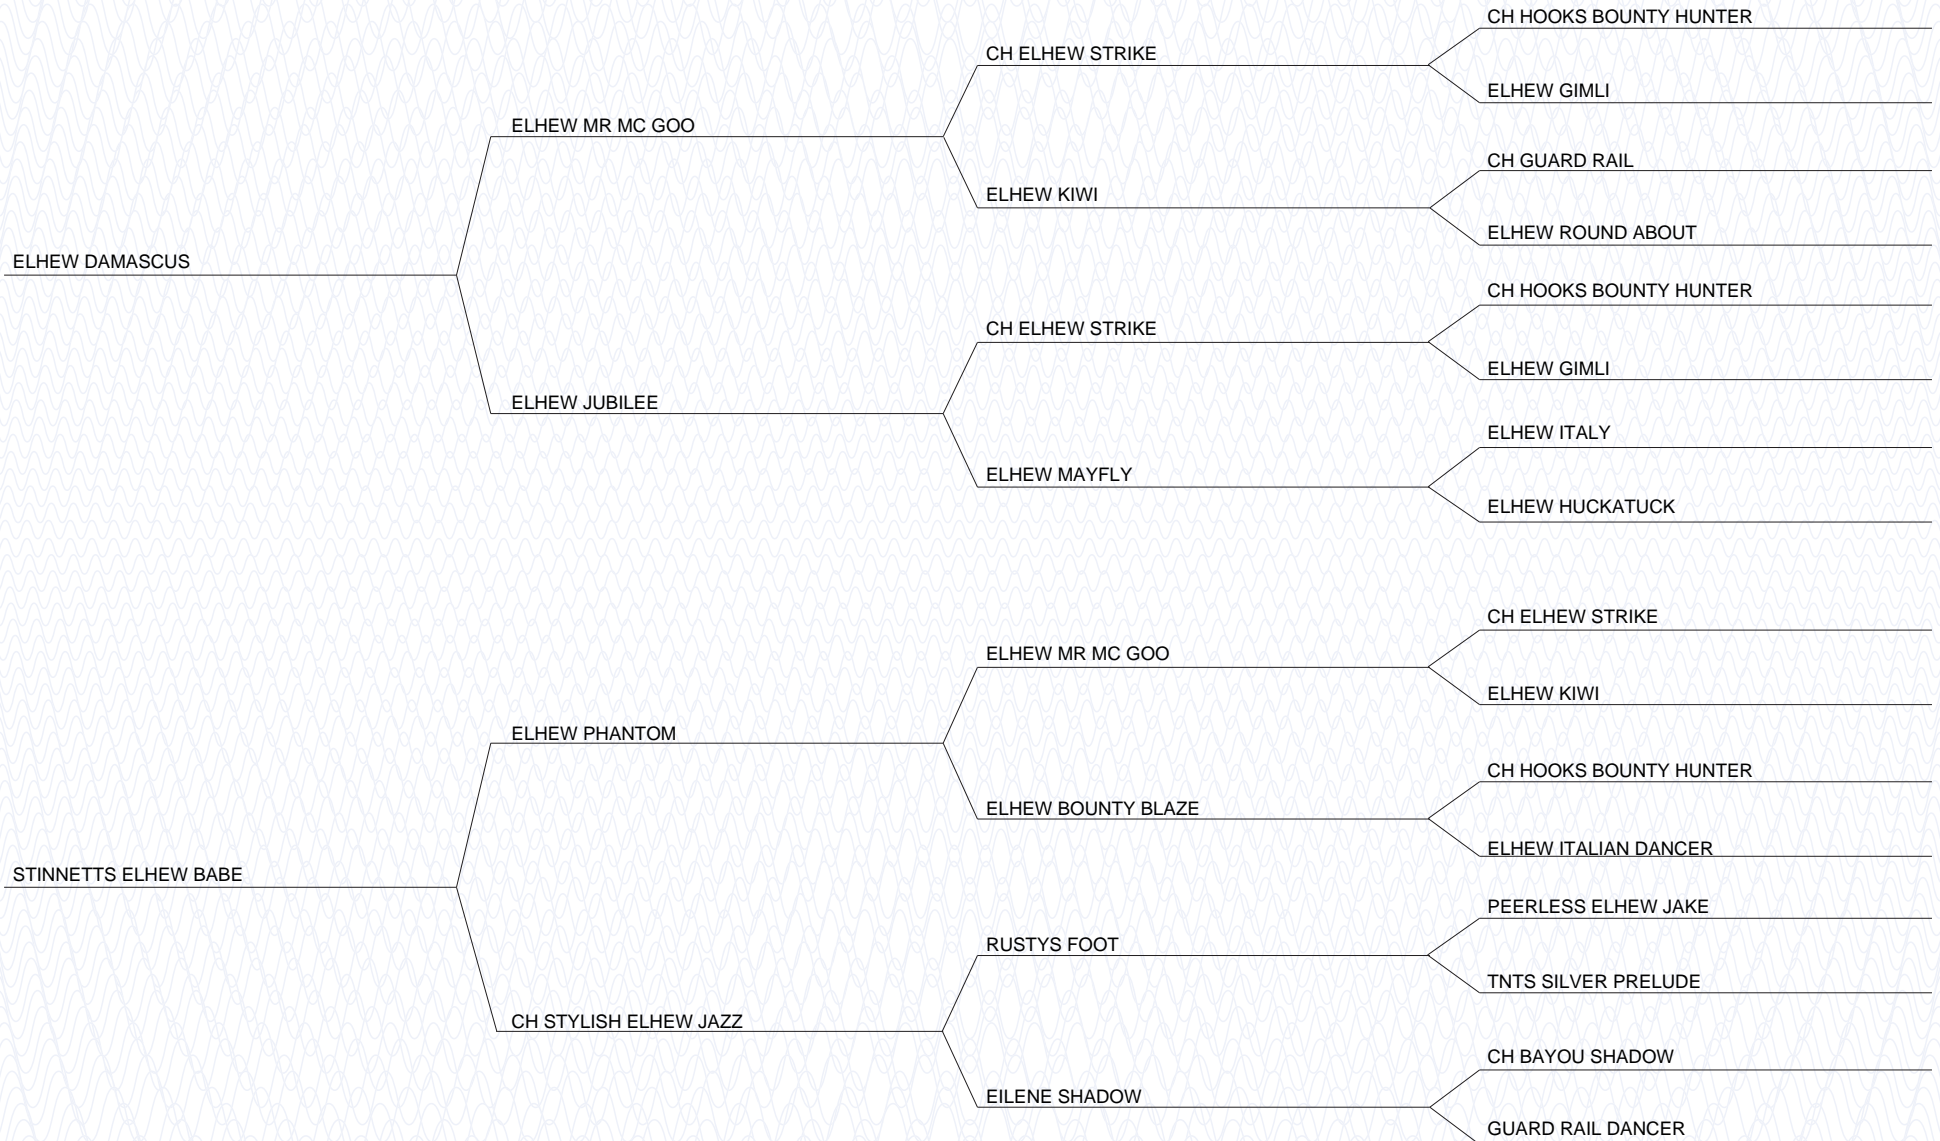 CH HOOKS BOUNTY HUNTER
CH ELHEW STRIKE
ELHEW GIMLI
ELHEW MR MC GOO
CH GUARD RAIL
ELHEW KIWI
ELHEW ROUND ABOUT
ELHEW DAMASCUS
CH HOOKS BOUNTY HUNTER
CH ELHEW STRIKE
ELHEW GIMLI
ELHEW JUBILEE
ELHEW ITALY
ELHEW MAYFLY
ELHEW HUCKATUCK
CH ELHEW STRIKE
ELHEW MR MC GOO
ELHEW KIWI
ELHEW PHANTOM
CH HOOKS BOUNTY HUNTER
ELHEW BOUNTY BLAZE
ELHEW ITALIAN DANCER
STINNETTS ELHEW BABE
PEERLESS ELHEW JAKE
RUSTYS FOOT
TNTS SILVER PRELUDE
CH STYLISH ELHEW JAZZ
CH BAYOU SHADOW
EILENE SHADOW
GUARD RAIL DANCER